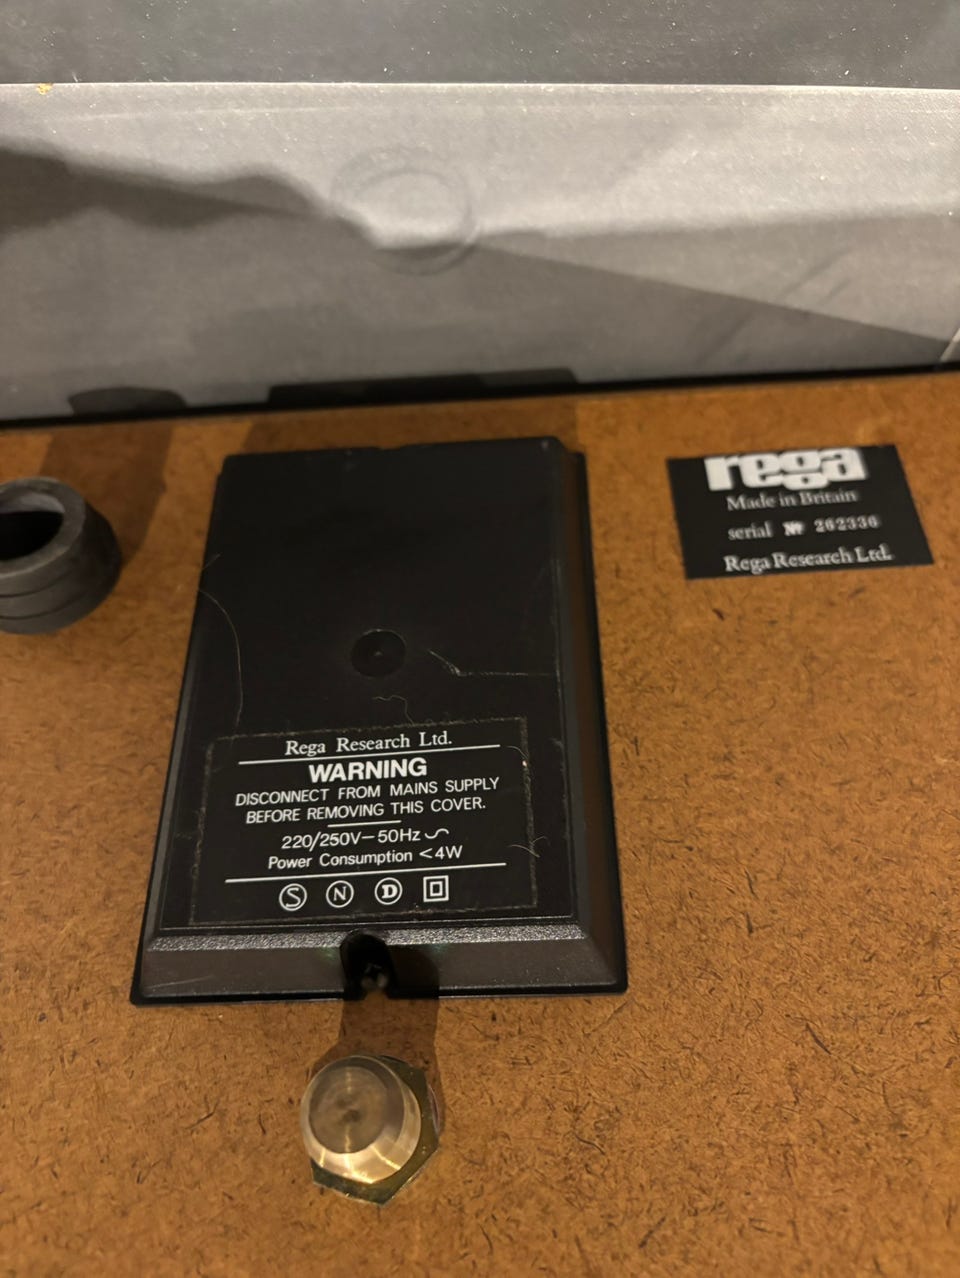 rega
Made in Britain
serial Nº 262336
Rega Research Ltd.
Rega Research Ltd.
WARNING
DISCONNECT FROM MAINS SUPPLY
BEFORE REMOVING THIS COVER.
220/250V—50Hz
Power Consumption <4W
S N D